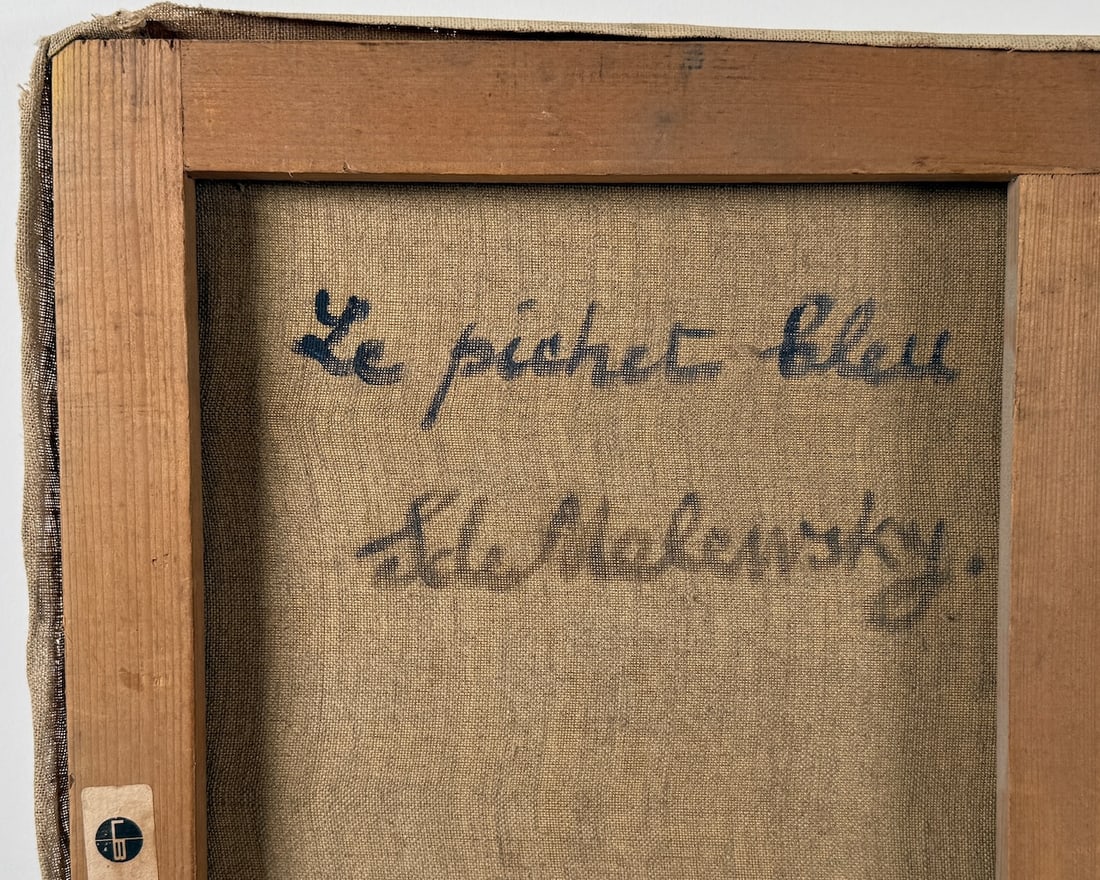 Le pichet bleu
de Malewsky.